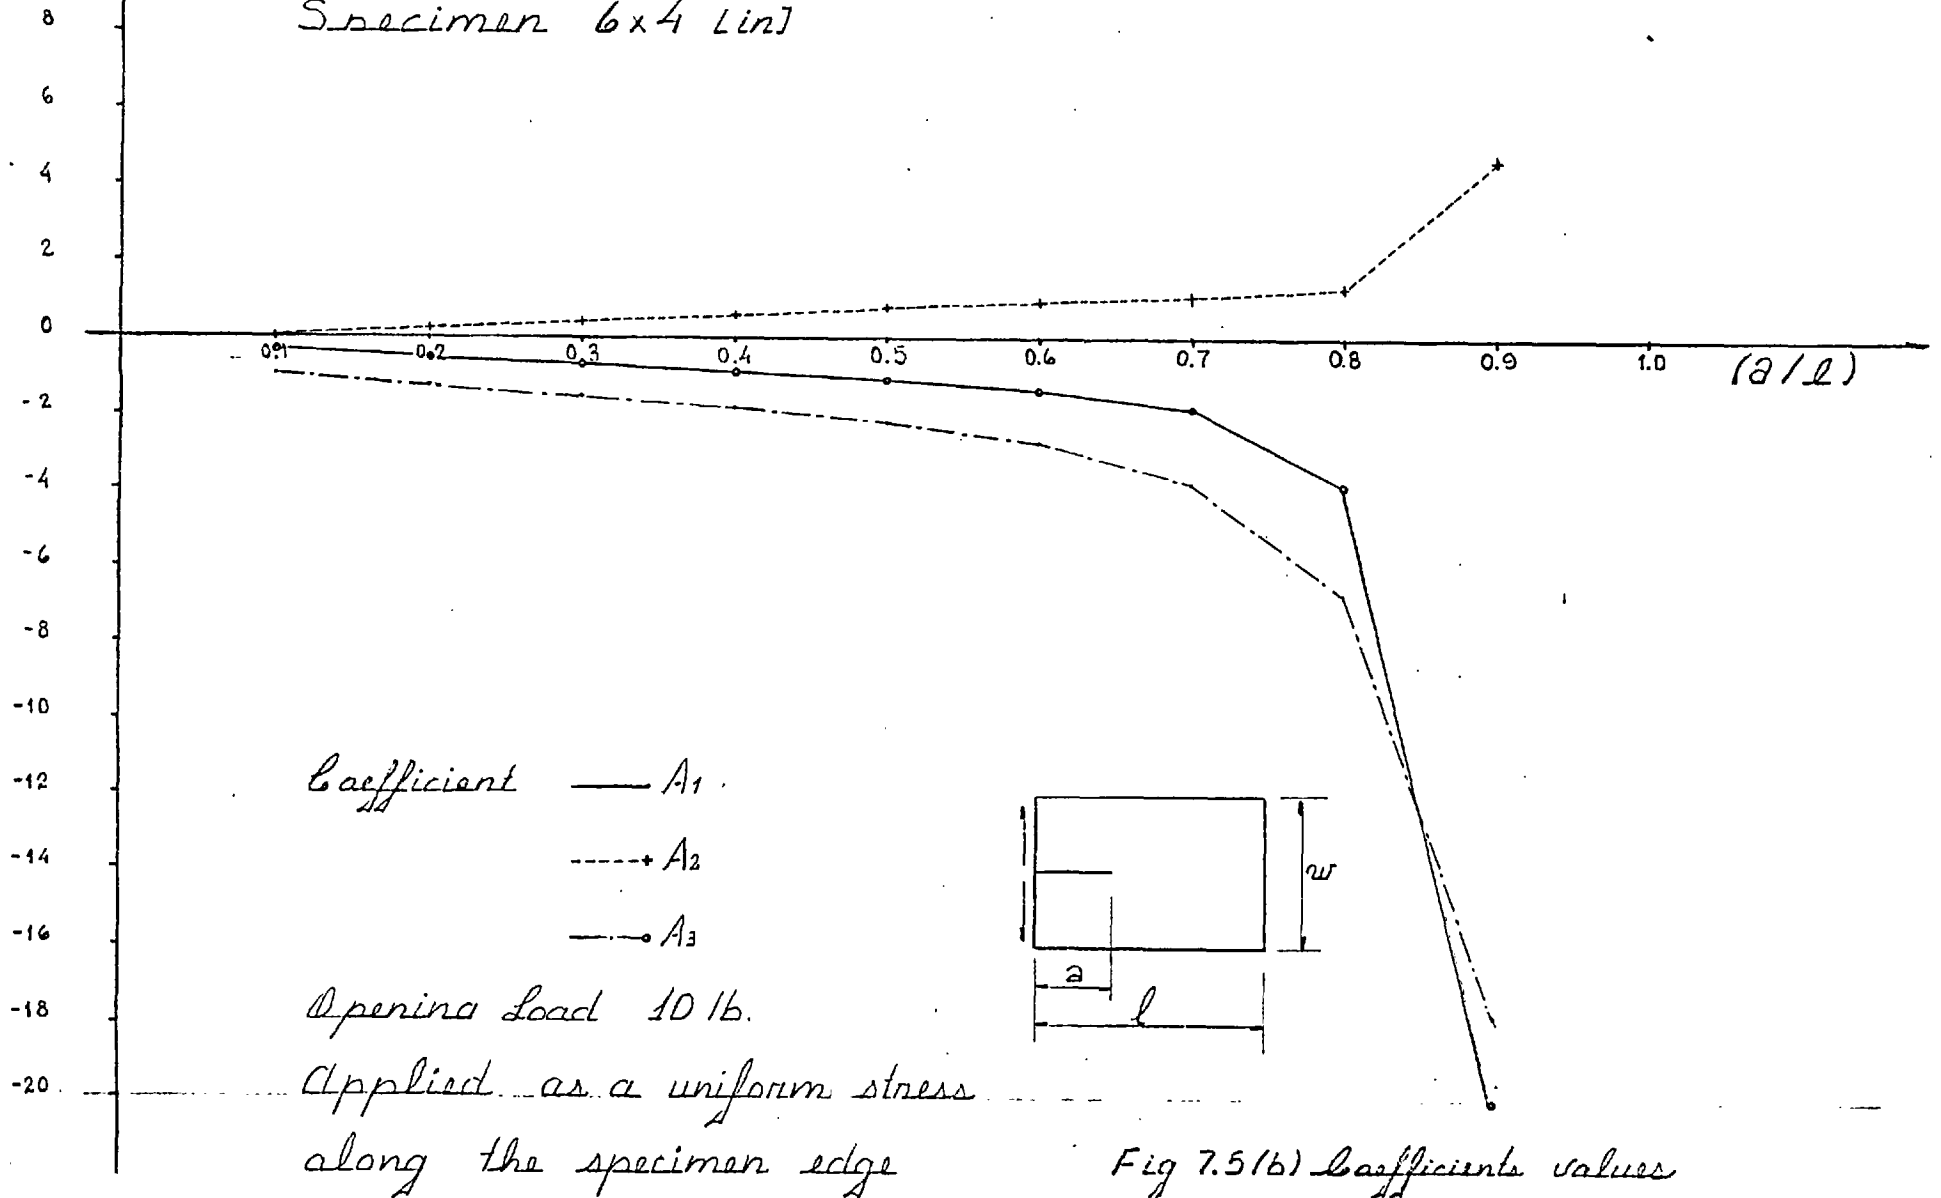 Specimen 6x4 [in]
8
6
4
2
0
-2
-4
-6
-8
-10
-12
-14
-16
-18
-20
0.1 0.2 0.3 0.4 0.5 0.6 0.7 0.8 0.9 1.0 (a/l)
Coefficient A1
A2
A3
w
a
l
Opening Load 10 lb.
Applied as a uniform stress
along the specimen edge
Fig 7.5(b) Coefficients values